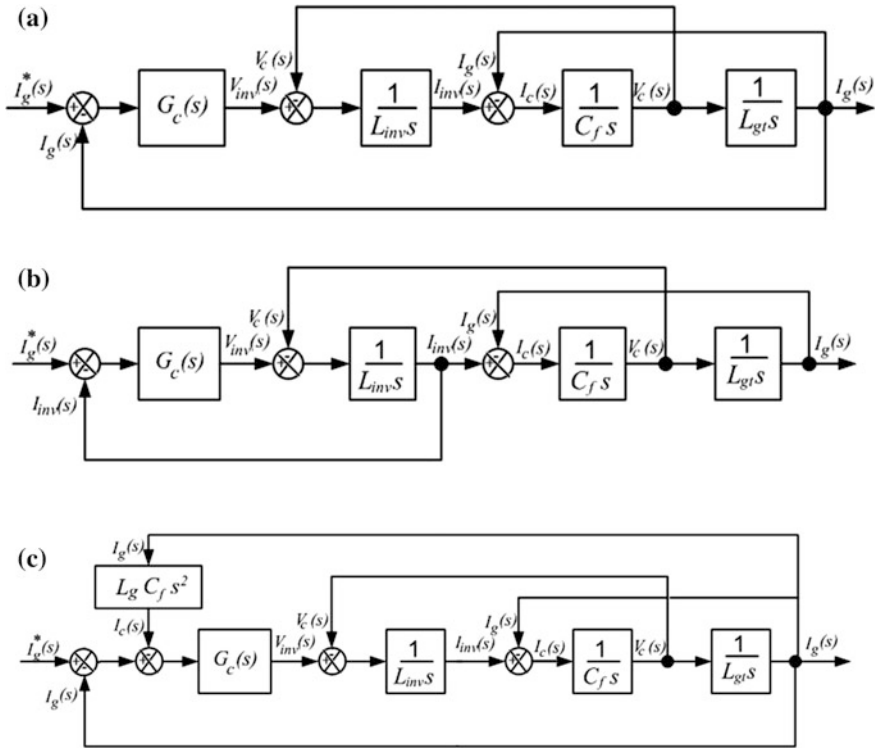 (a)
V_c(s)
I_g(s)
I_g^*(s)
+
-
G_c(s)
V_inv(s)
+
-
1
L_inv s
I_inv(s)
+
-
I_c(s)
1
C_f s
V_c(s)
1
L_gt s
I_g(s)
I_g(s)
(b)
V_c(s)
I_g(s)
I_g^*(s)
+
-
G_c(s)
V_inv(s)
+
-
1
L_inv s
I_inv(s)
+
-
I_c(s)
1
C_f s
V_c(s)
1
L_gt s
I_g(s)
I_inv(s)
(c)
I_g(s)
L_g C_f s^2
I_c(s)
V_c(s)
I_g(s)
I_g^*(s)
+
-
+
-
G_c(s)
V_inv(s)
+
-
1
L_inv s
I_inv(s)
+
-
I_c(s)
1
C_f s
V_c(s)
1
L_gt s
I_g(s)
I_g(s)